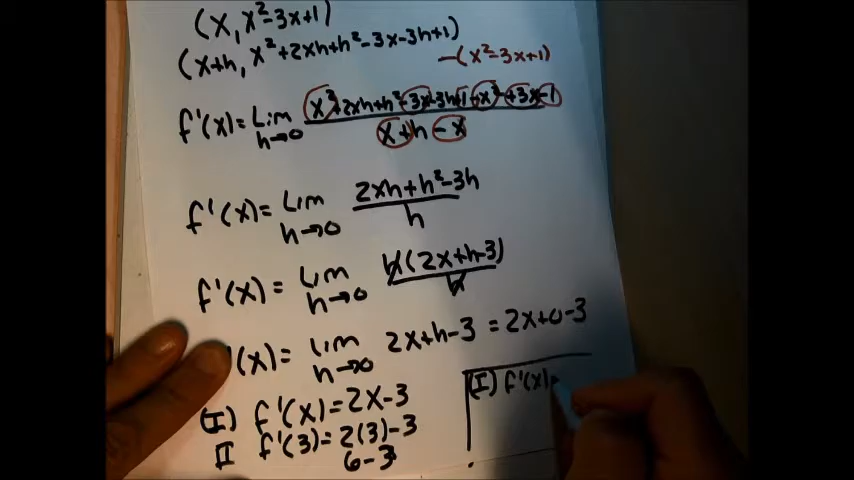 (x, x²-3x+1)
(x+h, x²+2xh+h²-3x-3h+1)
-(x²-3x+1)
f'(x)= Lim h→0 x²+2xh+h²-3x-3h+1-x²+3x-1 / x+h-x
f'(x)= Lim h→0 2xh+h²-3h / h
f'(x)= Lim h→0 h(2x+h-3) / h
'(x)= Lim h→0 2x+h-3 = 2x+0-3
(I) f'(x)=2x-3
II f'(3)=2(3)-3
6-3
(I) f'(x)=